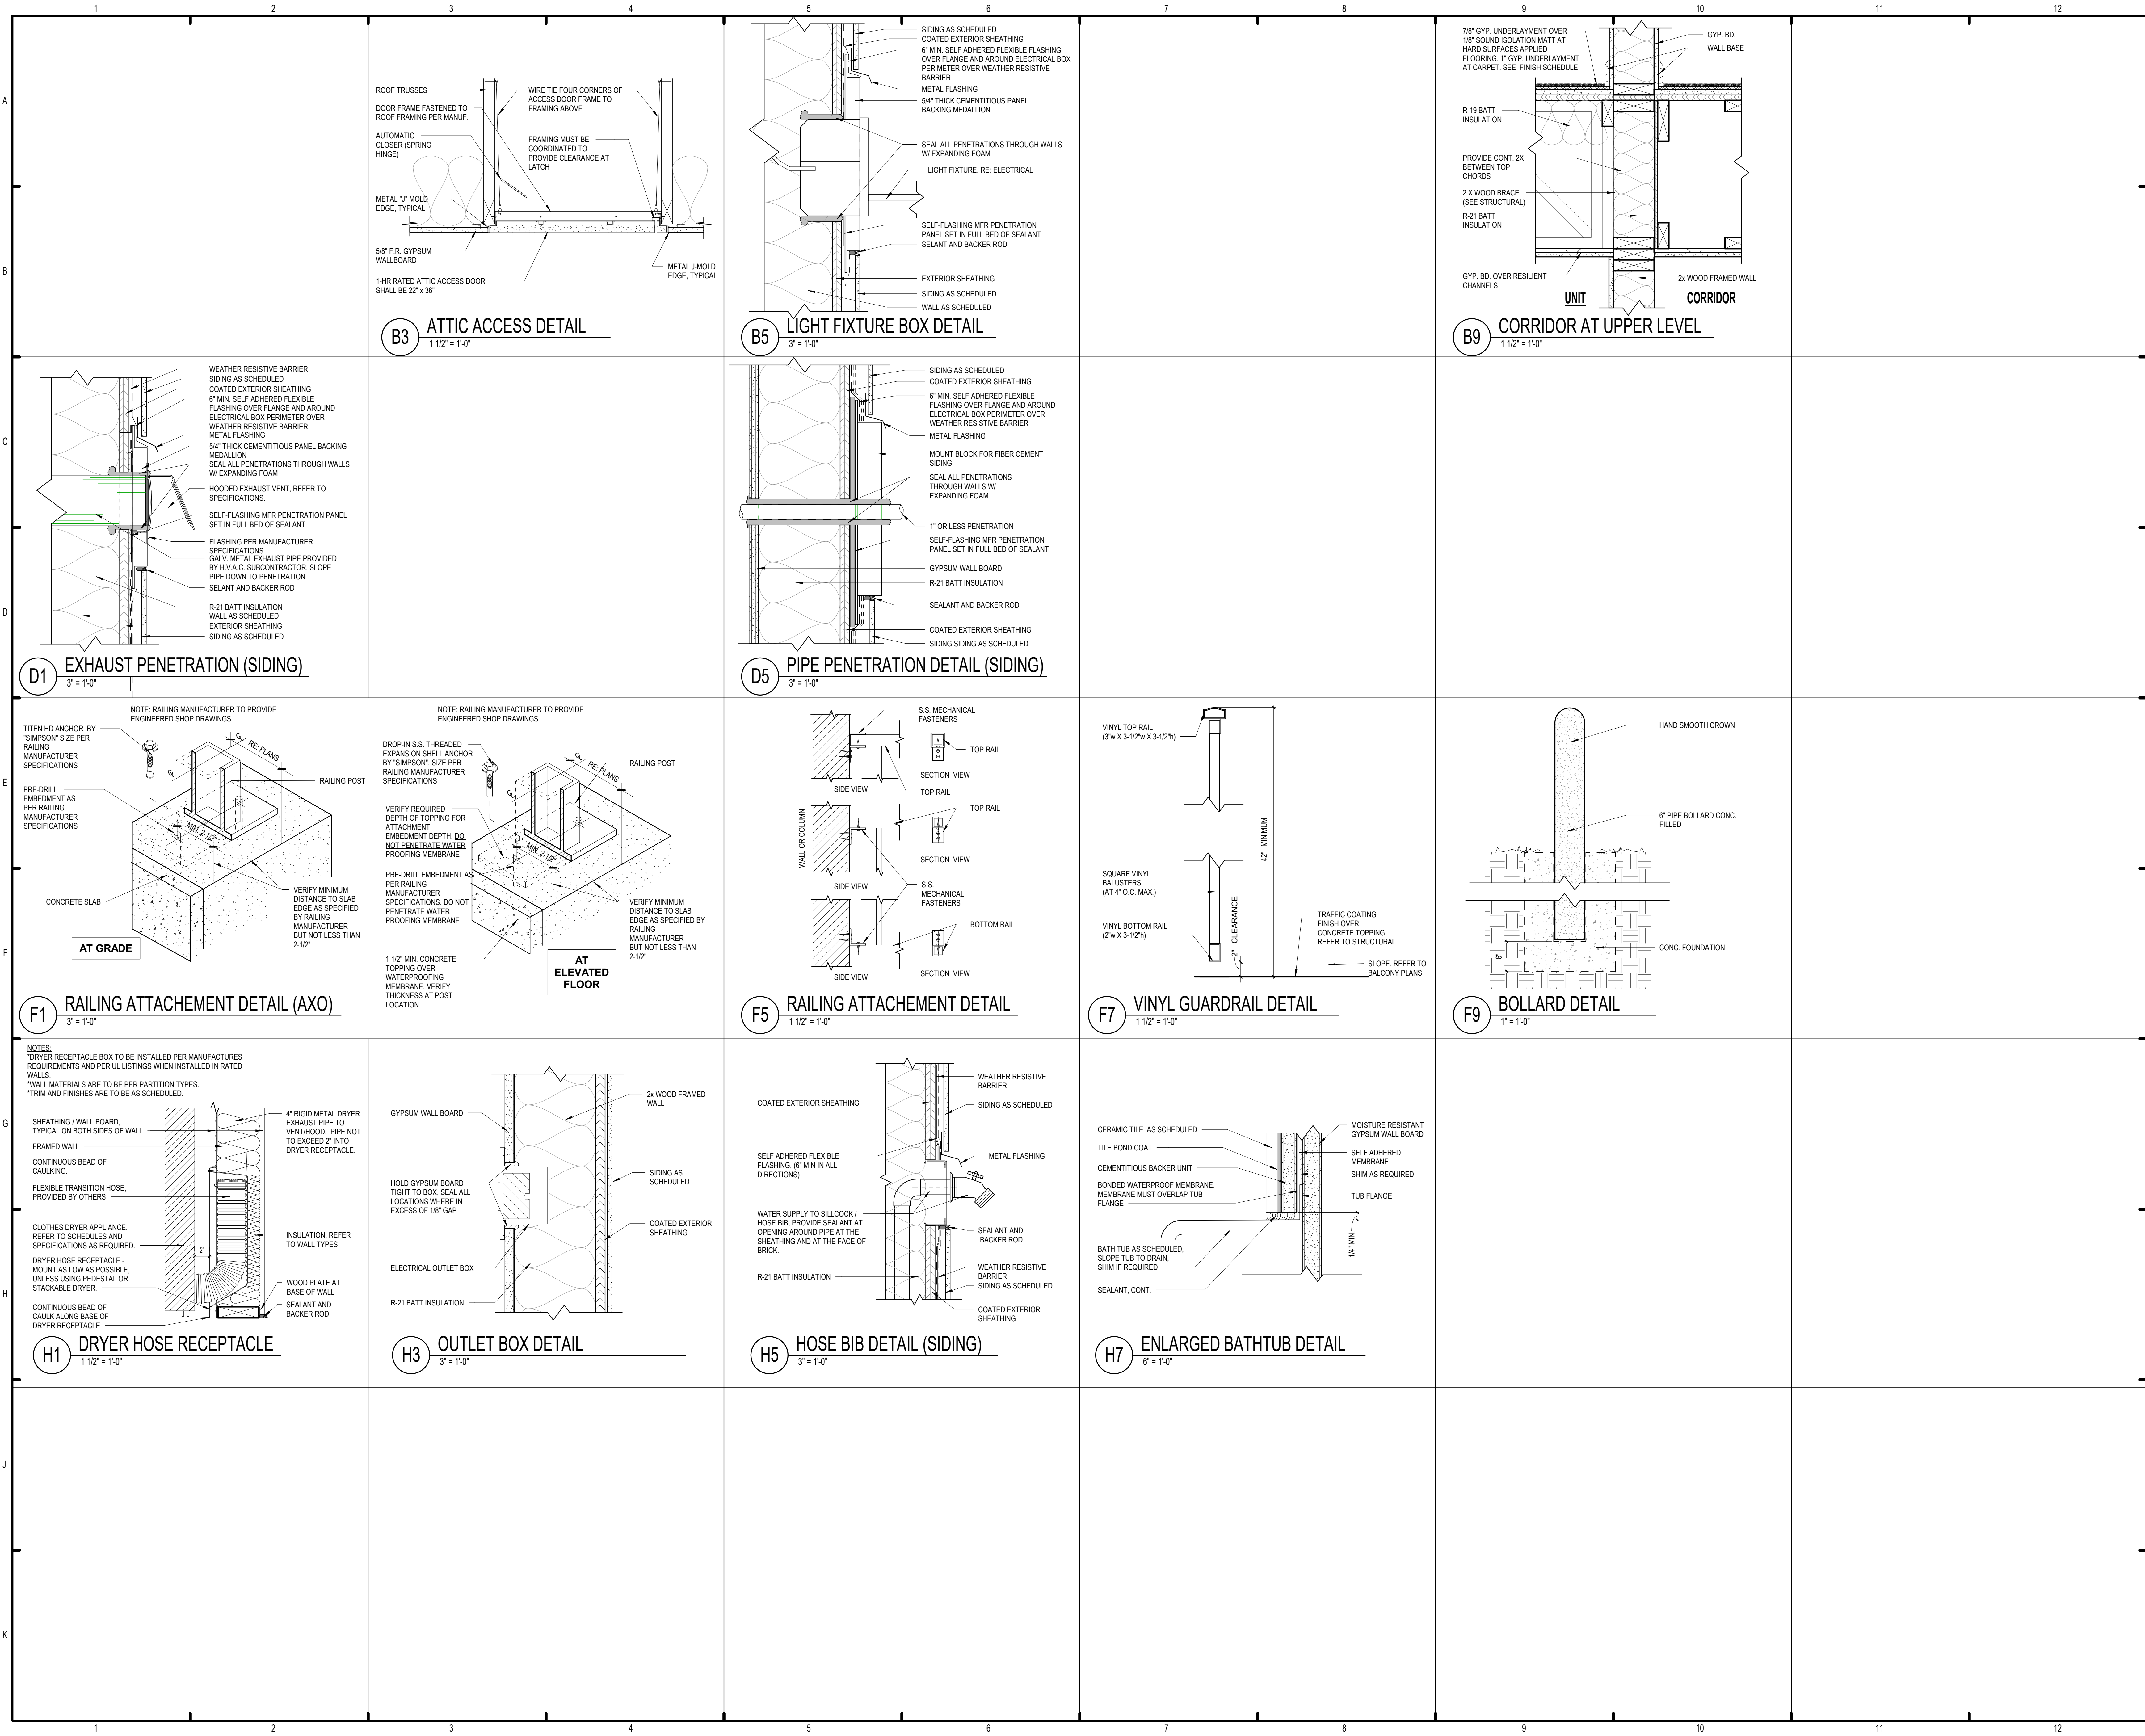 1 2 3 4 5 6 7 8 9 10 11 12
A
B
C
D
E
F
G
H
J
K
ROOF TRUSSES
DOOR FRAME FASTENED TO
ROOF FRAMING PER MANUF.
AUTOMATIC
CLOSER (SPRING
HINGE)
METAL "J" MOLD
EDGE, TYPICAL
5/8" F.R. GYPSUM
WALLBOARD
1-HR RATED ATTIC ACCESS DOOR
SHALL BE 22" x 36"
WIRE TIE FOUR CORNERS OF
ACCESS DOOR FRAME TO
FRAMING ABOVE
FRAMING MUST BE
COORDINATED TO
PROVIDE CLEARANCE AT
LATCH
METAL J-MOLD
EDGE, TYPICAL
B3 ATTIC ACCESS DETAIL
1 1/2" = 1'-0"
SIDING AS SCHEDULED
COATED EXTERIOR SHEATHING
6" MIN. SELF ADHERED FLEXIBLE FLASHING
OVER FLANGE AND AROUND ELECTRICAL BOX
PERIMETER OVER WEATHER RESISTIVE
BARRIER
METAL FLASHING
5/4" THICK CEMENTITIOUS PANEL
BACKING MEDALLION
SEAL ALL PENETRATIONS THROUGH WALLS
W/ EXPANDING FOAM
LIGHT FIXTURE. RE: ELECTRICAL
SELF-FLASHING MFR PENETRATION
PANEL SET IN FULL BED OF SEALANT
SELANT AND BACKER ROD
EXTERIOR SHEATHING
SIDING AS SCHEDULED
WALL AS SCHEDULED
B5 LIGHT FIXTURE BOX DETAIL
3" = 1'-0"
7/8" GYP. UNDERLAYMENT OVER
1/8" SOUND ISOLATION MATT AT
HARD SURFACES APPLIED
FLOORING. 1" GYP. UNDERLAYMENT
AT CARPET. SEE  FINISH SCHEDULE
R-19 BATT
INSULATION
PROVIDE CONT. 2X
BETWEEN TOP
CHORDS
2 X WOOD BRACE
(SEE STRUCTURAL)
R-21 BATT
INSULATION
GYP. BD. OVER RESILIENT
CHANNELS
GYP. BD.
WALL BASE
2x WOOD FRAMED WALL
UNIT
CORRIDOR
B9 CORRIDOR AT UPPER LEVEL
1 1/2" = 1'-0"
WEATHER RESISTIVE BARRIER
SIDING AS SCHEDULED
COATED EXTERIOR SHEATHING
6" MIN. SELF ADHERED FLEXIBLE
FLASHING OVER FLANGE AND AROUND
ELECTRICAL BOX PERIMETER OVER
WEATHER RESISTIVE BARRIER
METAL FLASHING
5/4" THICK CEMENTITIOUS PANEL BACKING
MEDALLION
SEAL ALL PENETRATIONS THROUGH WALLS
W/ EXPANDING FOAM
HOODED EXHAUST VENT, REFER TO
SPECIFICATIONS.
SELF-FLASHING MFR PENETRATION PANEL
SET IN FULL BED OF SEALANT
FLASHING PER MANUFACTURER
SPECIFICATIONS
GALV. METAL EXHAUST PIPE PROVIDED
BY H.V.A.C. SUBCONTRACTOR. SLOPE
PIPE DOWN TO PENETRATION
SELANT AND BACKER ROD
R-21 BATT INSULATION
WALL AS SCHEDULED
EXTERIOR SHEATHING
SIDING AS SCHEDULED
D1 EXHAUST PENETRATION (SIDING)
3" = 1'-0"
SIDING AS SCHEDULED
COATED EXTERIOR SHEATHING
6" MIN. SELF ADHERED FLEXIBLE
FLASHING OVER FLANGE AND AROUND
ELECTRICAL BOX PERIMETER OVER
WEATHER RESISTIVE BARRIER
METAL FLASHING
MOUNT BLOCK FOR FIBER CEMENT
SIDING
SEAL ALL PENETRATIONS
THROUGH WALLS W/
EXPANDING FOAM
1" OR LESS PENETRATION
SELF-FLASHING MFR PENETRATION
PANEL SET IN FULL BED OF SEALANT
GYPSUM WALL BOARD
R-21 BATT INSULATION
SEALANT AND BACKER ROD
COATED EXTERIOR SHEATHING
SIDING SIDING AS SCHEDULED
D5 PIPE PENETRATION DETAIL (SIDING)
3" = 1'-0"
NOTE: RAILING MANUFACTURER TO PROVIDE
ENGINEERED SHOP DRAWINGS.
TITEN HD ANCHOR  BY
"SIMPSON" SIZE PER
RAILING
MANUFACTURER
SPECIFICATIONS
PRE-DRILL
EMBEDMENT AS
PER RAILING
MANUFACTURER
SPECIFICATIONS
RE: PLANS
RAILING POST
MIN. 2-1/2"
CONCRETE SLAB
VERIFY MINIMUM
DISTANCE TO SLAB
EDGE AS SPECIFIED
BY RAILING
MANUFACTURER
BUT NOT LESS THAN
2-1/2"
AT GRADE
F1 RAILING ATTACHEMENT DETAIL (AXO)
3" = 1'-0"
NOTE: RAILING MANUFACTURER TO PROVIDE
ENGINEERED SHOP DRAWINGS.
DROP-IN S.S. THREADED
EXPANSION SHELL ANCHOR
BY "SIMPSON". SIZE PER
RAILING MANUFACTURER
SPECIFICATIONS
VERIFY REQUIRED
DEPTH OF TOPPING FOR
ATTACHMENT
EMBEDMENT DEPTH. DO
NOT PENETRATE WATER
PROOFING MEMBRANE
PRE-DRILL EMBEDMENT AS
PER RAILING
MANUFACTURER
SPECIFICATIONS. DO NOT
PENETRATE WATER
PROOFING MEMBRANE
1 1/2" MIN. CONCRETE
TOPPING OVER
WATERPROOFING
MEMBRANE. VERIFY
THICKNESS AT POST
LOCATION
RE: PLANS
RAILING POST
MIN. 2-1/2"
VERIFY MINIMUM
DISTANCE TO SLAB
EDGE AS SPECIFIED BY
RAILING
MANUFACTURER
BUT NOT LESS THAN
2-1/2"
AT
ELEVATED
FLOOR
S.S. MECHANICAL
FASTENERS
TOP RAIL
SECTION  VIEW
SIDE VIEW
TOP RAIL
TOP RAIL
WALL OR COLUMN
SECTION  VIEW
SIDE VIEW
S.S.
MECHANICAL
FASTENERS
BOTTOM RAIL
SIDE VIEW
SECTION  VIEW
F5 RAILING ATTACHEMENT DETAIL
1 1/2" = 1'-0"
VINYL TOP RAIL
(3"w X 3-1/2"w X 3-1/2"h)
42"  MINIMUM
SQUARE VINYL
BALUSTERS
(AT 4" O.C. MAX.)
VINYL BOTTOM RAIL
(2"w X 3-1/2"h)
2"  CLEARANCE
TRAFFIC COATING
FINISH OVER
CONCRETE TOPPING.
REFER TO STRUCTURAL
SLOPE. REFER TO
BALCONY PLANS
F7 VINYL GUARDRAIL DETAIL
1 1/2" = 1'-0"
HAND SMOOTH CROWN
6" PIPE BOLLARD CONC.
FILLED
CONC. FOUNDATION
6"
F9 BOLLARD DETAIL
1" = 1'-0"
NOTES:
*DRYER RECEPTACLE BOX TO BE INSTALLED PER MANUFACTURES
REQUIREMENTS AND PER UL LISTINGS WHEN INSTALLED IN RATED
WALLS.
*WALL MATERIALS ARE TO BE PER PARTITION TYPES.
*TRIM AND FINISHES ARE TO BE AS SCHEDULED.
SHEATHING / WALL BOARD,
TYPICAL ON BOTH SIDES OF WALL
FRAMED WALL
CONTINUOUS BEAD OF
CAULKING.
FLEXIBLE TRANSITION HOSE,
PROVIDED BY OTHERS
CLOTHES DRYER APPLIANCE.
REFER TO SCHEDULES AND
SPECIFICATIONS AS REQUIRED.
DRYER HOSE RECEPTACLE -
MOUNT AS LOW AS POSSIBLE,
UNLESS USING PEDESTAL OR
STACKABLE DRYER.
CONTINUOUS BEAD OF
CAULK ALONG BASE OF
DRYER RECEPTACLE
4" RIGID METAL DRYER
EXHAUST PIPE TO
VENT/HOOD.  PIPE NOT
TO EXCEED 2" INTO
DRYER RECEPTACLE.
INSULATION, REFER
TO WALL TYPES
WOOD PLATE AT
BASE OF WALL
SEALANT AND
BACKER ROD
H1 DRYER HOSE RECEPTACLE
1 1/2" = 1'-0"
GYPSUM WALL BOARD
HOLD GYPSUM BOARD
TIGHT TO BOX, SEAL ALL
LOCATIONS WHERE IN
EXCESS OF 1/8" GAP
ELECTRICAL OUTLET BOX
R-21 BATT INSULATION
2x WOOD FRAMED
WALL
SIDING AS
SCHEDULED
COATED EXTERIOR
SHEATHING
H3 OUTLET BOX DETAIL
3" = 1'-0"
COATED EXTERIOR SHEATHING
SELF ADHERED FLEXIBLE
FLASHING, (6" MIN IN ALL
DIRECTIONS)
WATER SUPPLY TO SILLCOCK /
HOSE BIB, PROVIDE SEALANT AT
OPENING AROUND PIPE AT THE
SHEATHING AND AT THE FACE OF
BRICK.
R-21 BATT INSULATION
WEATHER RESISTIVE
BARRIER
SIDING AS SCHEDULED
METAL FLASHING
SEALANT AND
BACKER ROD
WEATHER RESISTIVE
BARRIER
SIDING AS SCHEDULED
COATED EXTERIOR
SHEATHING
H5 HOSE BIB DETAIL (SIDING)
3" = 1'-0"
CERAMIC TILE  AS SCHEDULED
TILE BOND COAT
CEMENTITIOUS BACKER UNIT
BONDED WATERPROOF MEMBRANE.
MEMBRANE MUST OVERLAP TUB
FLANGE
BATH TUB AS SCHEDULED,
SLOPE TUB TO DRAIN,
SHIM IF REQUIRED
SEALANT, CONT.
MOISTURE RESISTANT
GYPSUM WALL BOARD
SELF ADHERED
MEMBRANE
SHIM AS REQUIRED
TUB FLANGE
1/4" MIN.
H7 ENLARGED BATHTUB DETAIL
6" = 1'-0"
1 2 3 4 5 6 7 8 9 10 11 12